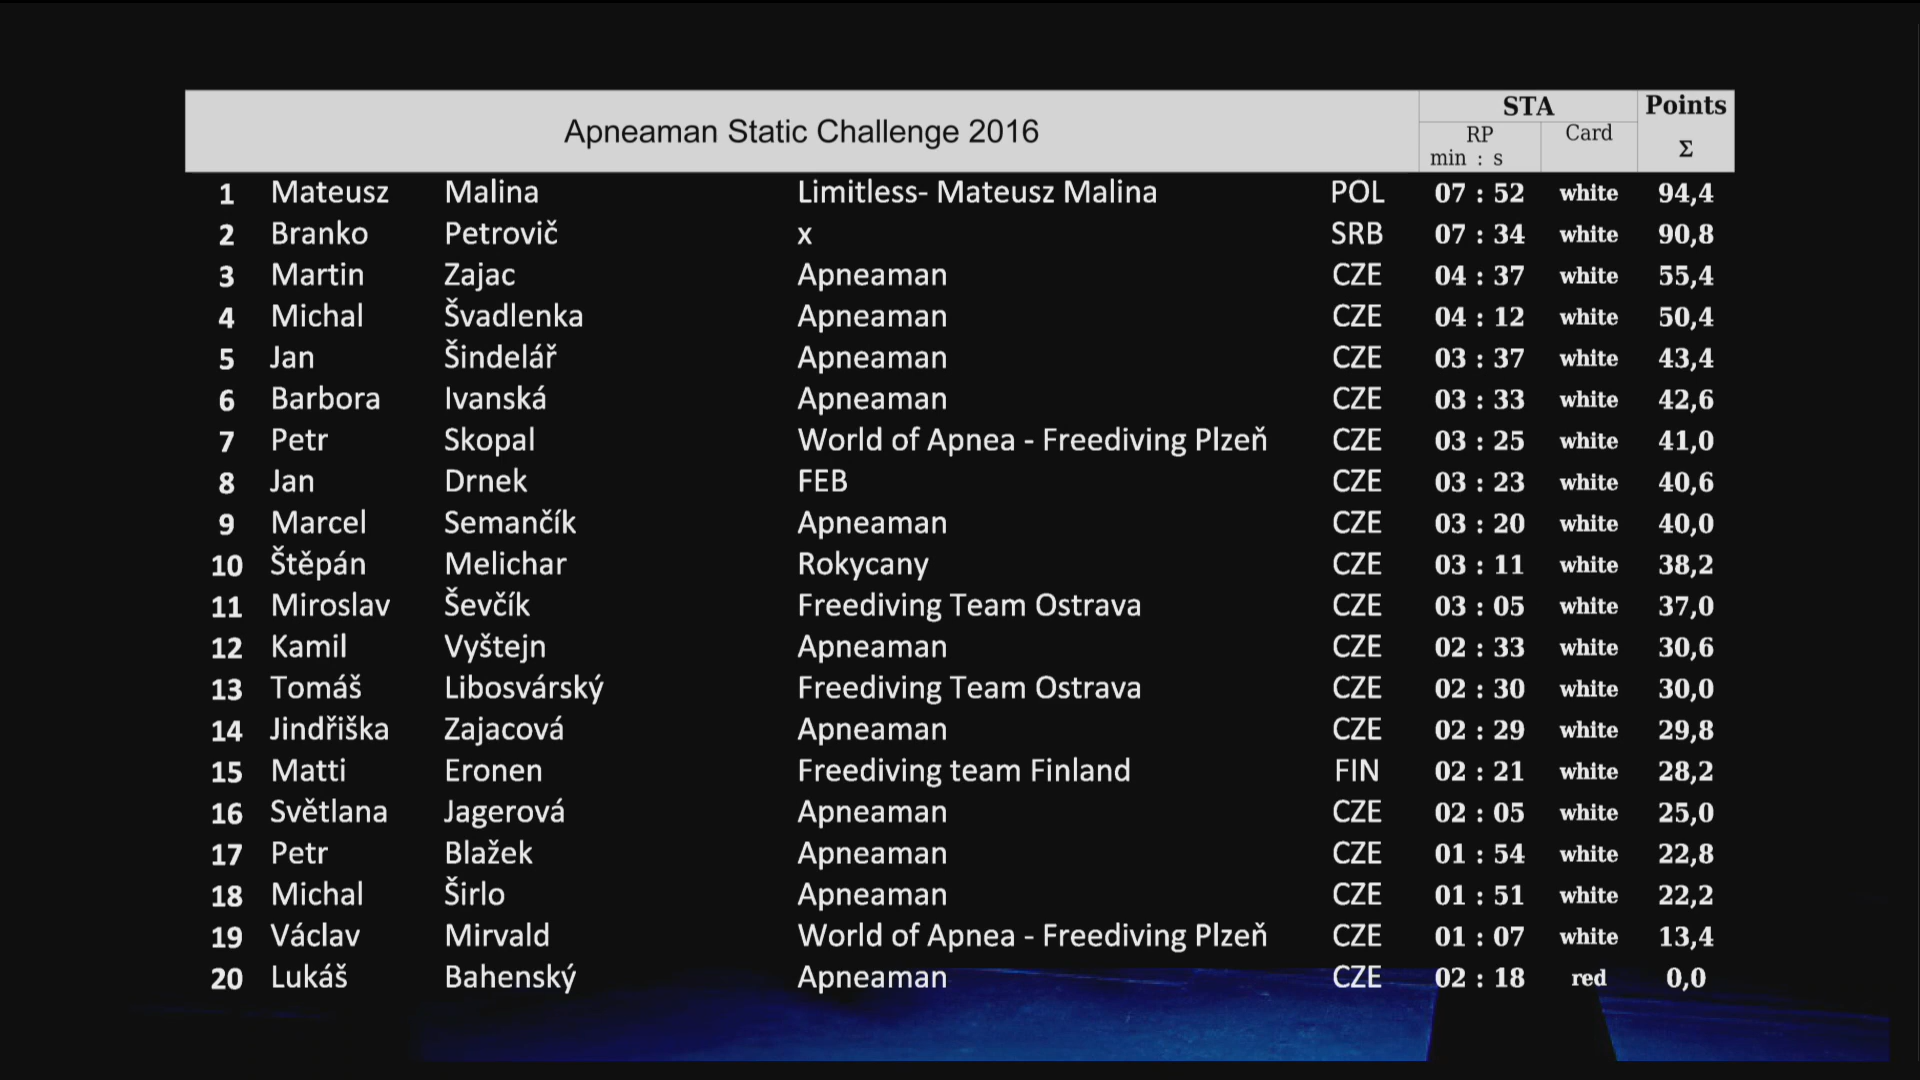 Apneaman Static Challenge 2016 STA Points
RP Card Σ
min : s
1 Mateusz Malina Limitless- Mateusz Malina POL 07 : 52 white 94,4
2 Branko Petrovič x SRB 07 : 34 white 90,8
3 Martin Zajac Apneaman CZE 04 : 37 white 55,4
4 Michal Švadlenka Apneaman CZE 04 : 12 white 50,4
5 Jan Šindelář Apneaman CZE 03 : 37 white 43,4
6 Barbora Ivanská Apneaman CZE 03 : 33 white 42,6
7 Petr Skopal World of Apnea - Freediving Plzeň CZE 03 : 25 white 41,0
8 Jan Drnek FEB CZE 03 : 23 white 40,6
9 Marcel Semančík Apneaman CZE 03 : 20 white 40,0
10 Štěpán Melichar Rokycany CZE 03 : 11 white 38,2
11 Miroslav Ševčík Freediving Team Ostrava CZE 03 : 05 white 37,0
12 Kamil Vyštejn Apneaman CZE 02 : 33 white 30,6
13 Tomáš Libosvárský Freediving Team Ostrava CZE 02 : 30 white 30,0
14 Jindřiška Zajacová Apneaman CZE 02 : 29 white 29,8
15 Matti Eronen Freediving team Finland FIN 02 : 21 white 28,2
16 Světlana Jagerová Apneaman CZE 02 : 05 white 25,0
17 Petr Blažek Apneaman CZE 01 : 54 white 22,8
18 Michal Širlo Apneaman CZE 01 : 51 white 22,2
19 Václav Mirvald World of Apnea - Freediving Plzeň CZE 01 : 07 white 13,4
20 Lukáš Bahenský Apneaman CZE 02 : 18 red 0,0